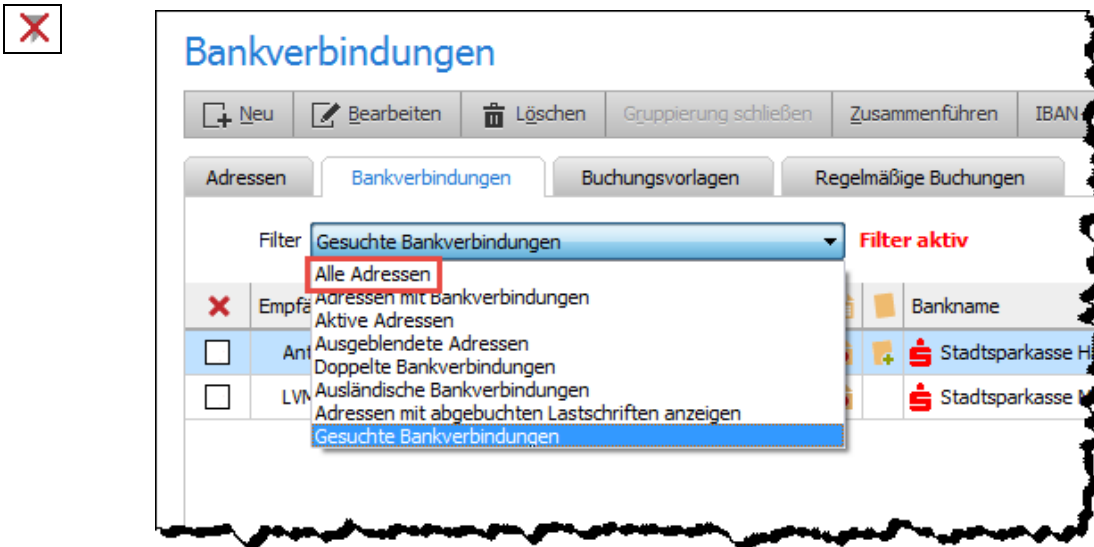 Bankverbindungen
Neu Bearbeiten Löschen Gruppierung schließen Zusammenführen IBAN
Adressen Bankverbindungen Buchungsvorlagen Regelmäßige Buchungen
Filter Gesuchte Bankverbindungen Filter aktiv
Alle Adressen
Adressen mit Bankverbindungen
Aktive Adressen
Ausgeblendete Adressen
Doppelte Bankverbindungen
Ausländische Bankverbindungen
Adressen mit abgebuchten Lastschriften anzeigen
Gesuchte Bankverbindungen
Bankname
Stadtsparkasse
Stadtsparkasse